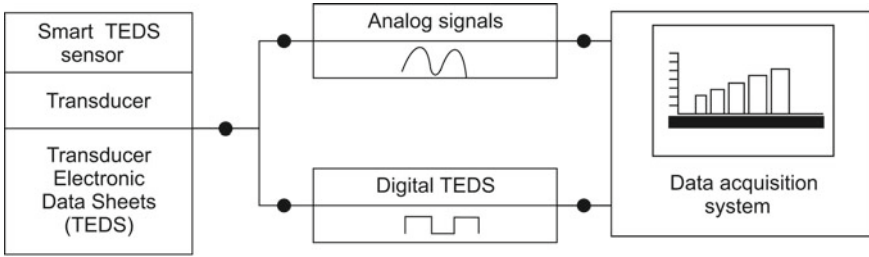 Smart TEDS
sensor
Transducer
Transducer
Electronic
Data Sheets
(TEDS)
Analog signals
Digital TEDS
Data acquisition
system